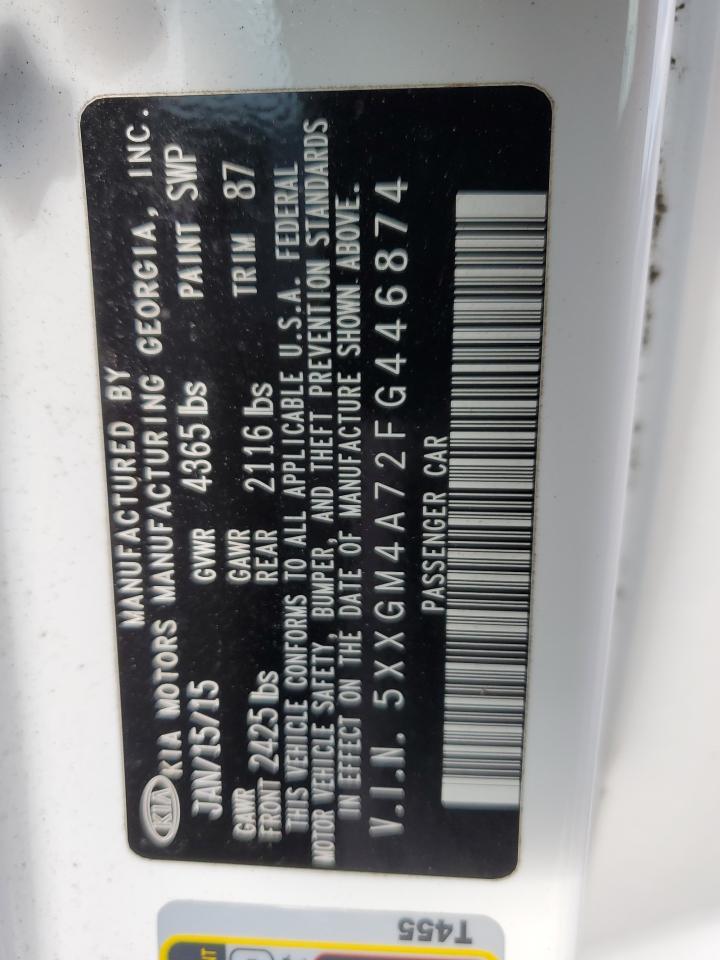 MANUFACTURED BY
KIA KIA MOTORS MANUFACTURING GEORGIA, INC.
JAN/15/15 GVWR 4365 lbs PAINT SWP
GAWR FRONT 2425 lbs GAWR REAR 2116 lbs TRIM 87
THIS VEHICLE CONFORMS TO ALL APPLICABLE U.S.A. FEDERAL
MOTOR VEHICLE SAFETY, BUMPER, AND THEFT PREVENTION STANDARDS
IN EFFECT ON THE DATE OF MANUFACTURE SHOWN ABOVE.
V.I.N. 5XXGM4A72FG446874
PASSENGER CAR
T455